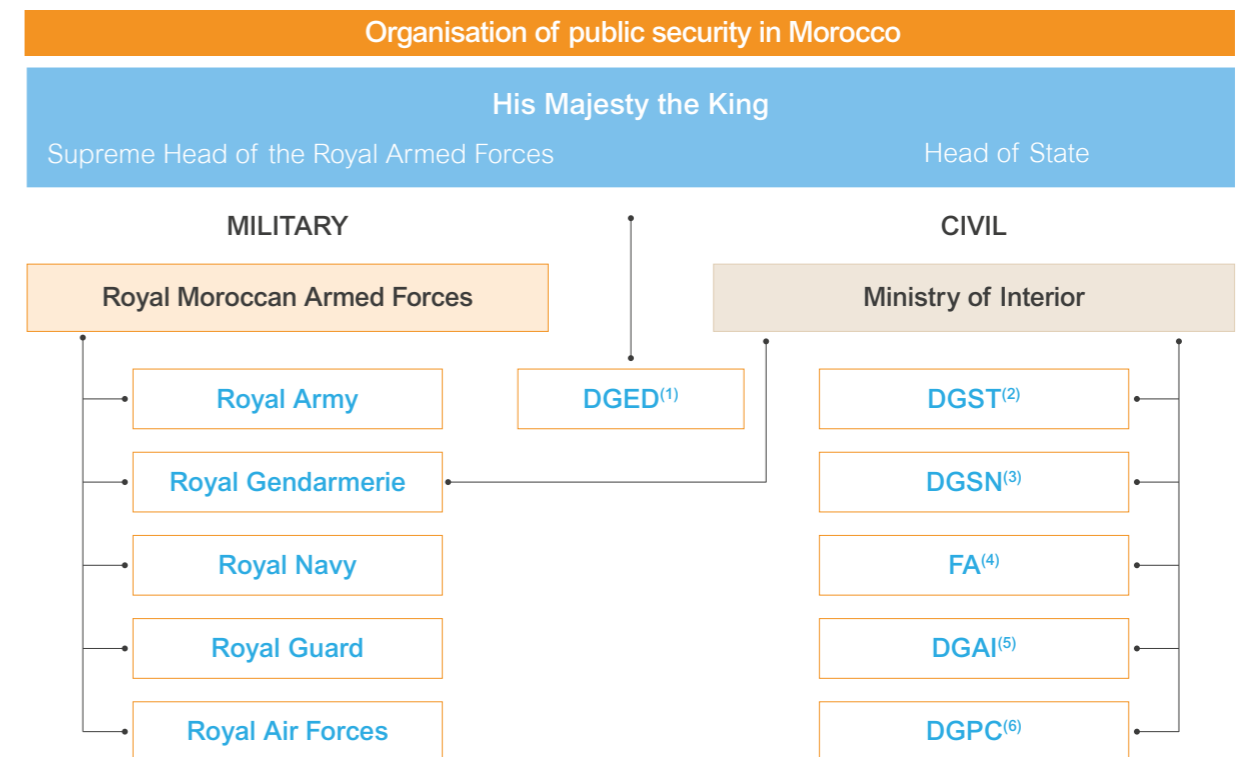 Organisation of public security in Morocco
His Majesty the King
Supreme Head of the Royal Armed Forces
Head of State
MILITARY
CIVIL
Royal Moroccan Armed Forces
Ministry of Interior
Royal Army
DGED(1)
DGST(2)
Royal Gendarmerie
DGSN(3)
Royal Navy
FA(4)
Royal Guard
DGAI(5)
Royal Air Forces
DGPC(6)